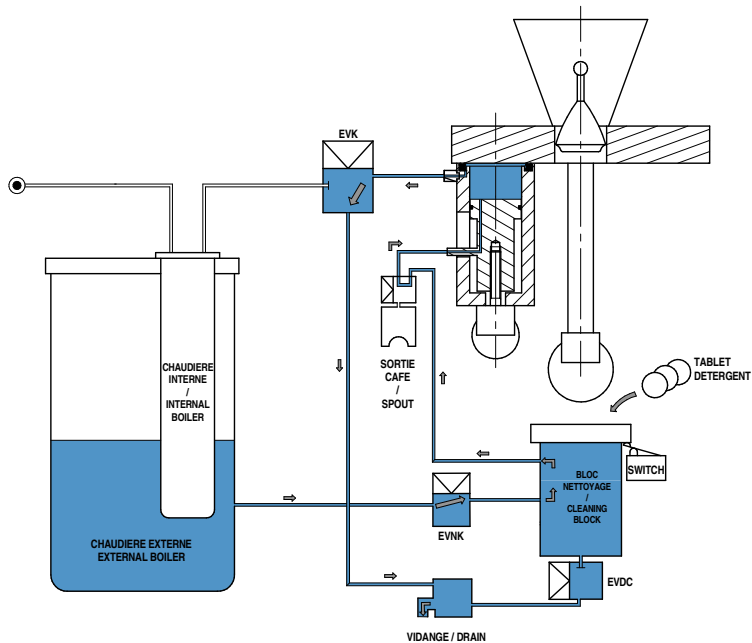 EVK
CHAUDIERE
INTERNE
/
INTERNAL
BOILER
SORTIE
CAFE
/
SPOUT
TABLET
DETERGENT
SWITCH
BLOC
NETTOYAGE
/
CLEANING
BLOCK
EVNK
CHAUDIERE EXTERNE
EXTERNAL BOILER
EVDC
VIDANGE / DRAIN